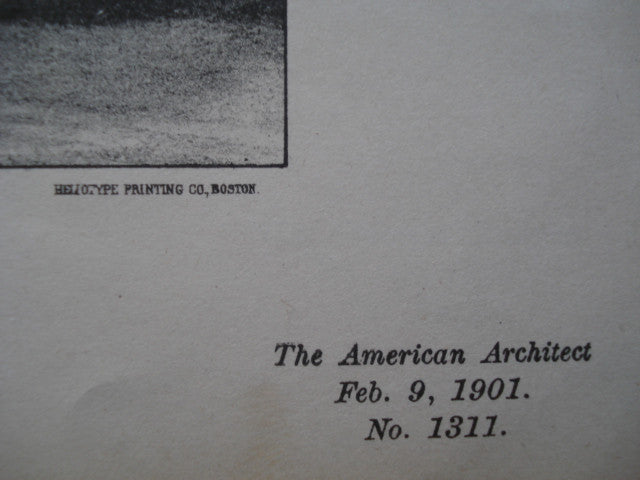 HELIOTYPE PRINTING CO., BOSTON.
The American Architect
Feb. 9, 1901.
No. 1311.